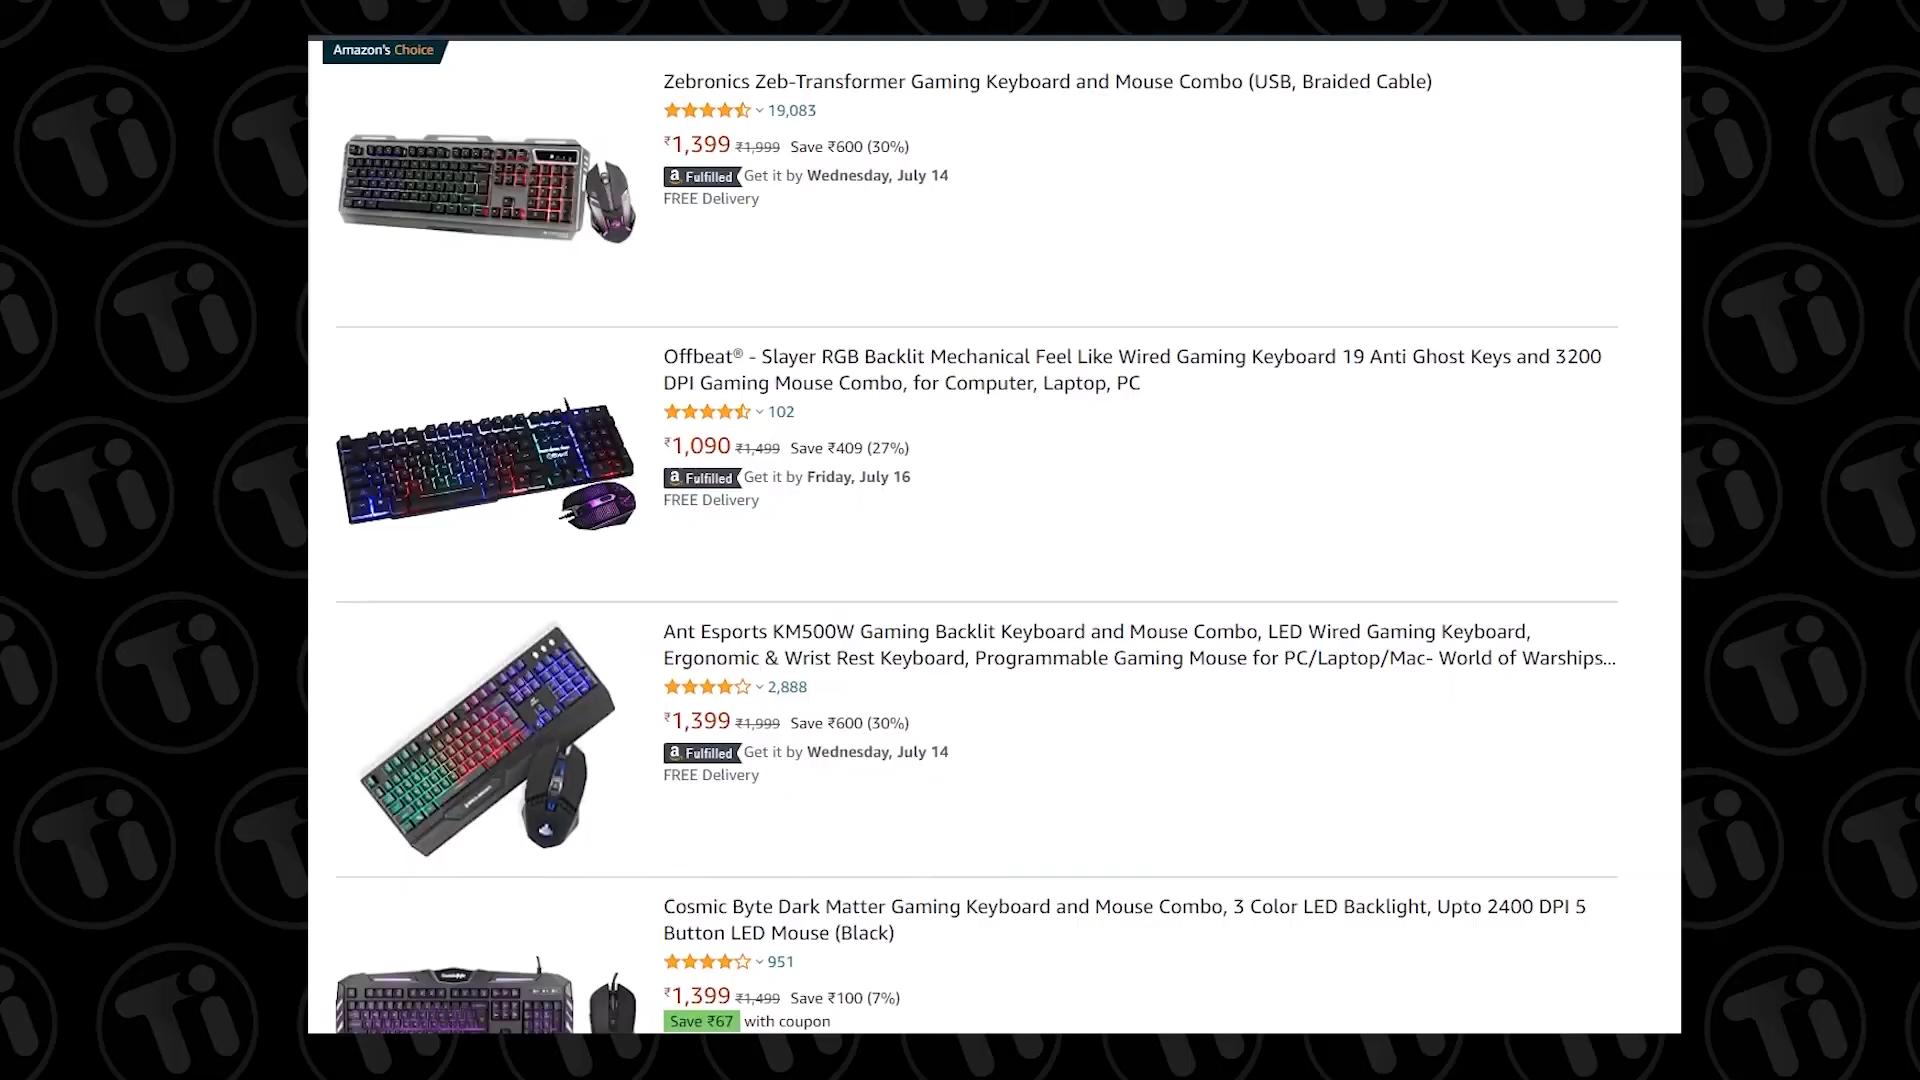 Amazon's Choice
Zebronics Zeb-Transformer Gaming Keyboard and Mouse Combo (USB, Braided Cable)
19,083
₹1,399 ₹1,999 Save ₹600 (30%)
a Fulfilled Get it by Wednesday, July 14
FREE Delivery
Offbeat® - Slayer RGB Backlit Mechanical Feel Like Wired Gaming Keyboard 19 Anti Ghost Keys and 3200
DPI Gaming Mouse Combo, for Computer, Laptop, PC
102
₹1,090 ₹1,499 Save ₹409 (27%)
a Fulfilled Get it by Friday, July 16
FREE Delivery
Ant Esports KM500W Gaming Backlit Keyboard and Mouse Combo, LED Wired Gaming Keyboard,
Ergonomic & Wrist Rest Keyboard, Programmable Gaming Mouse for PC/Laptop/Mac- World of Warships...
2,888
₹1,399 ₹1,999 Save ₹600 (30%)
a Fulfilled Get it by Wednesday, July 14
FREE Delivery
Cosmic Byte Dark Matter Gaming Keyboard and Mouse Combo, 3 Color LED Backlight, Upto 2400 DPI 5
Button LED Mouse (Black)
951
₹1,399 ₹1,499 Save ₹100 (7%)
Save ₹67 with coupon